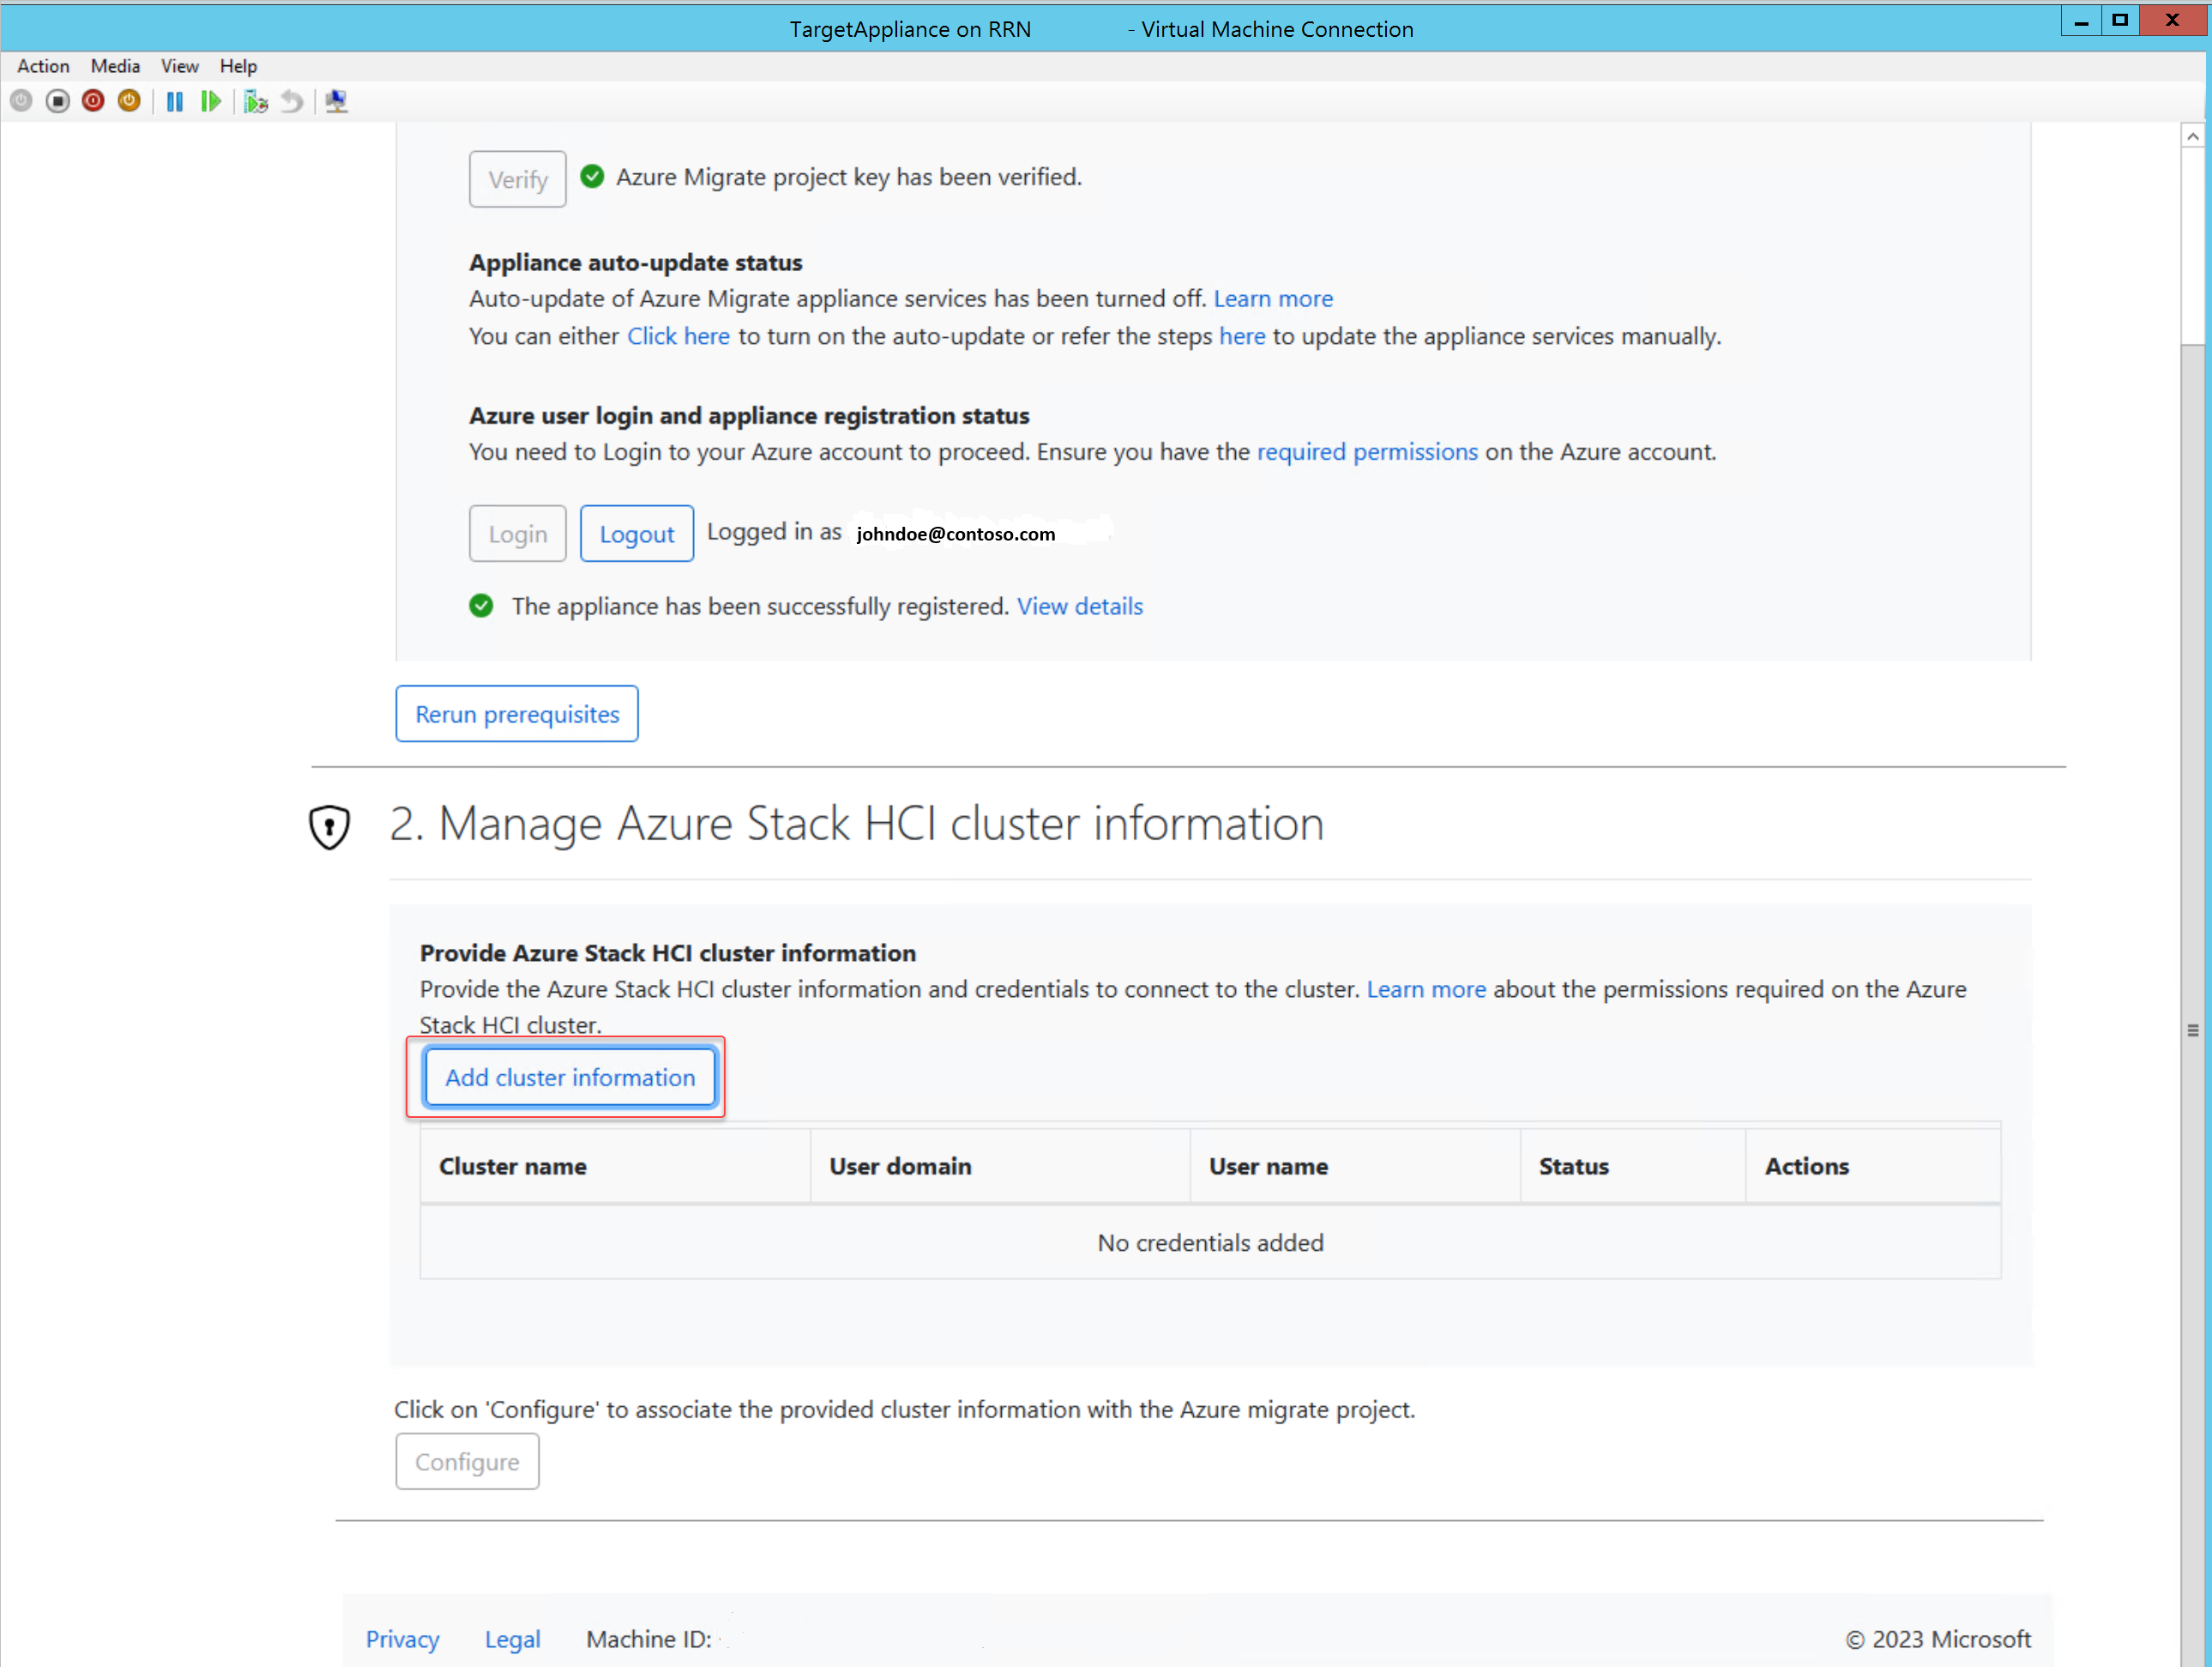 TargetAppliance on RRN - Virtual Machine Connection
Action Media View Help
Verify Azure Migrate project key has been verified.
Appliance auto-update status
Auto-update of Azure Migrate appliance services has been turned off. Learn more
You can either Click here to turn on the auto-update or refer the steps here to update the appliance services manually.
Azure user login and appliance registration status
You need to Login to your Azure account to proceed. Ensure you have the required permissions on the Azure account.
Login Logout Logged in as johndoe@contoso.com
The appliance has been successfully registered. View details
Rerun prerequisites
2. Manage Azure Stack HCI cluster information
Provide Azure Stack HCI cluster information
Provide the Azure Stack HCI cluster information and credentials to connect to the cluster. Learn more about the permissions required on the Azure
Stack HCI cluster.
Add cluster information
Cluster name User domain User name Status Actions
No credentials added
Click on 'Configure' to associate the provided cluster information with the Azure migrate project.
Configure
Privacy Legal Machine ID: © 2023 Microsoft